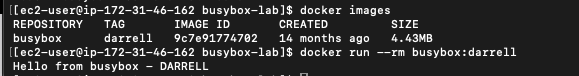 [[ec2-user@ip-172-31-46-162 busybox-lab]$ docker images
REPOSITORY TAG IMAGE ID CREATED SIZE
busybox darrell 9c7e91774702 14 months ago 4.43MB
[[ec2-user@ip-172-31-46-162 busybox-lab]$ docker run --rm busybox:darrell
Hello from busybox - DARRELL